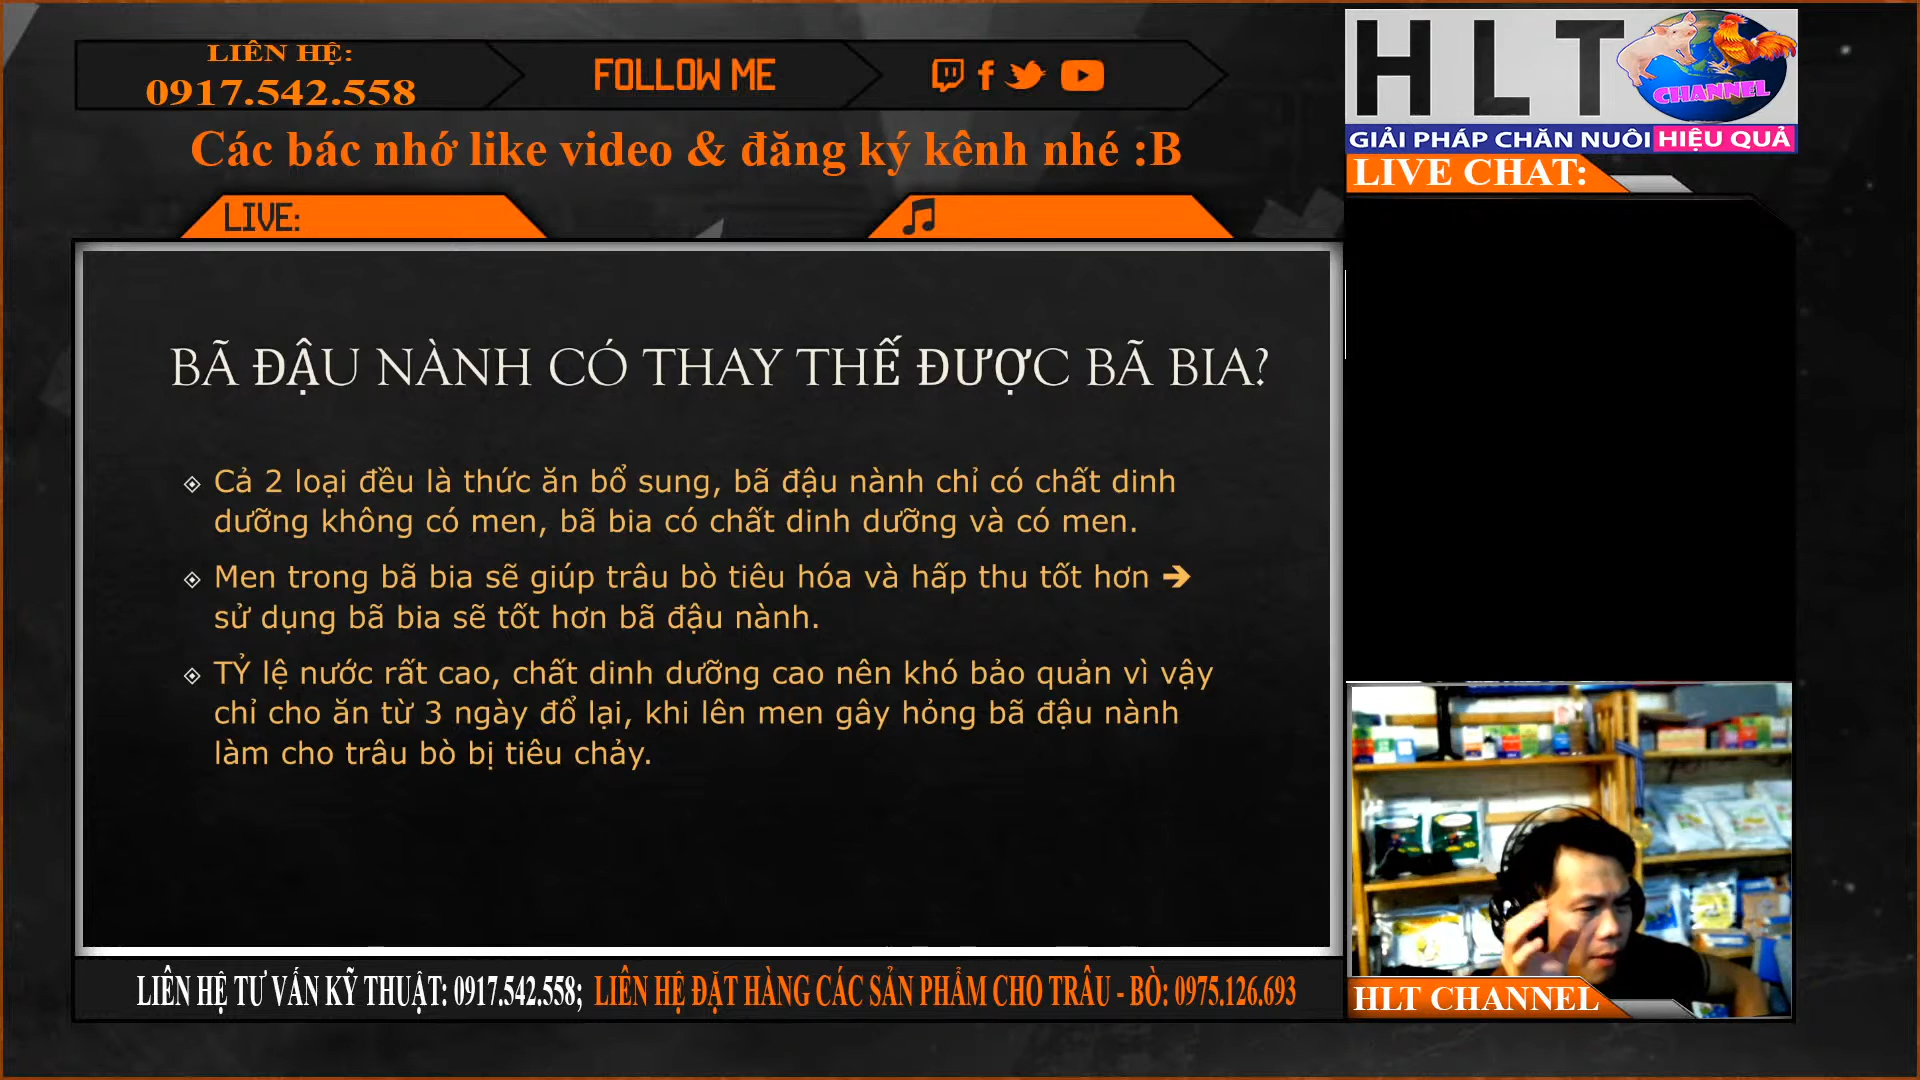 LIÊN HỆ:
0917.542.558
FOLLOW ME
Các bác nhớ like video & đăng ký kênh nhé :B
LIVE:
HLT
CHANNEL
GIẢI PHÁP CHĂN NUÔI HIỆU QUẢ
LIVE CHAT:
BÃ ĐẬU NÀNH CÓ THAY THẾ ĐƯỢC BÃ BIA?
Cả 2 loại đều là thức ăn bổ sung, bã đậu nành chỉ có chất dinh
dưỡng không có men, bã bia có chất dinh dưỡng và có men.
Men trong bã bia sẽ giúp trâu bò tiêu hóa và hấp thu tốt hơn ➔
sử dụng bã bia sẽ tốt hơn bã đậu nành.
TỶ lệ nước rất cao, chất dinh dưỡng cao nên khó bảo quản vì vậy
chỉ cho ăn từ 3 ngày đổ lại, khi lên men gây hỏng bã đậu nành
làm cho trâu bò bị tiêu chảy.
LIÊN HỆ TƯ VẤN KỸ THUẬT: 0917.542.558; LIÊN HỆ ĐẶT HÀNG CÁC SẢN PHẨM CHO TRÂU - BÒ: 0975.126.693
HLT CHANNEL